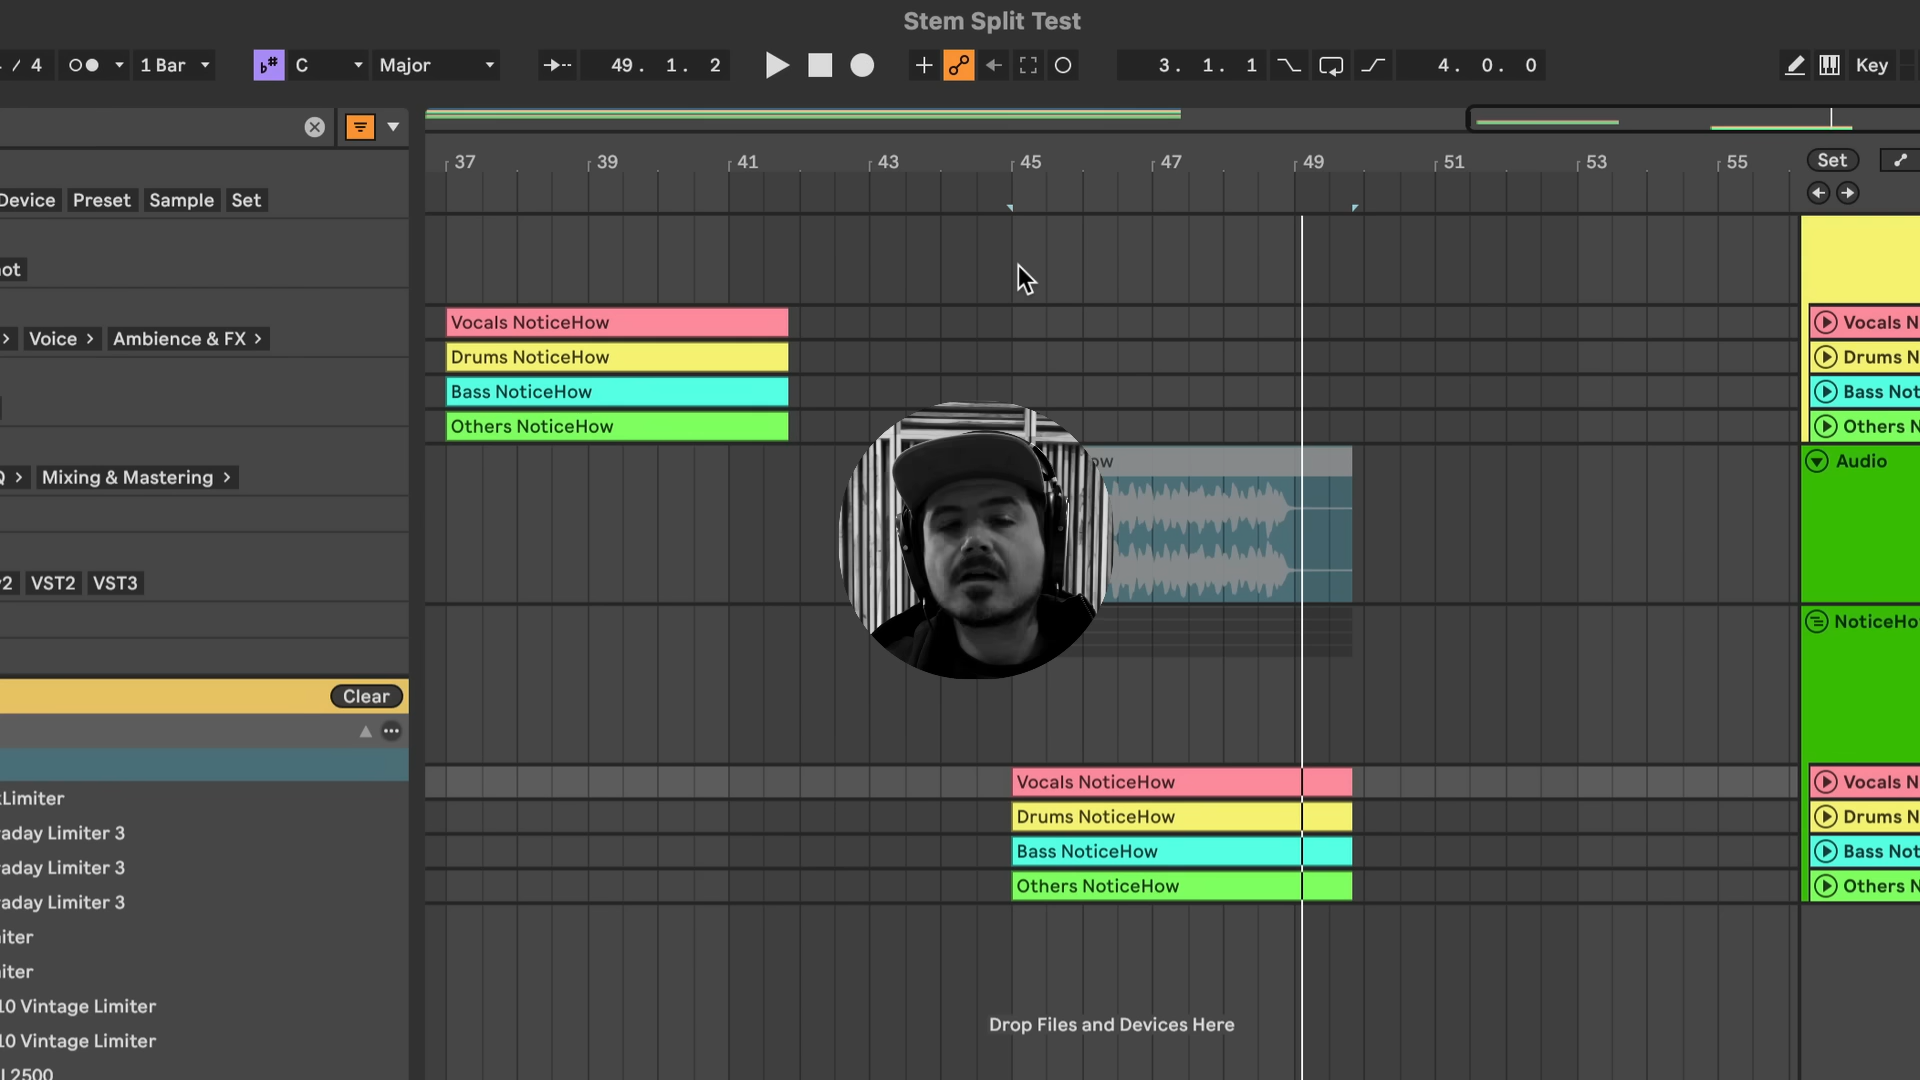 Stem Split Test
/ 4 1 Bar C Major 49. 1. 2 3. 1. 1 4. 0. 0 Key
37 39 41 43 45 47 49 51 53 55 Set
Device Preset Sample Set
Voice > Ambience & FX >
Mixing & Mastering >
VST2 VST3
Clear
Limiter
aday Limiter 3
aday Limiter 3
aday Limiter 3
iter
iter
10 Vintage Limiter
10 Vintage Limiter
2500
Vocals NoticeHow
Drums NoticeHow
Bass NoticeHow
Others NoticeHow
ow
Vocals NoticeHow
Drums NoticeHow
Bass NoticeHow
Others NoticeHow
Drop Files and Devices Here
Vocals N
Drums N
Bass Not
Others N
Audio
NoticeHo
Vocals N
Drums N
Bass Not
Others N